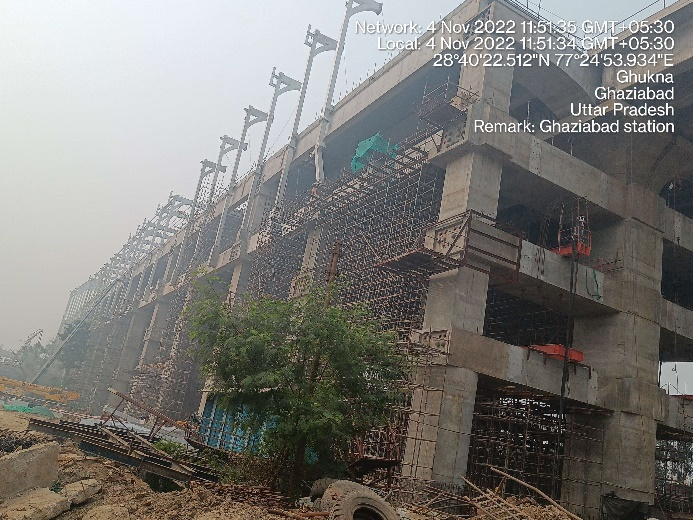 Network: 4 Nov 2022 11:51:35 GMT+05:30
Local: 4 Nov 2022 11:51:34 GMT+05:30
28°40'22.512"N 77°24'53.934"E
Ghukna
Ghaziabad
Uttar Pradesh
Remark: Ghaziabad station